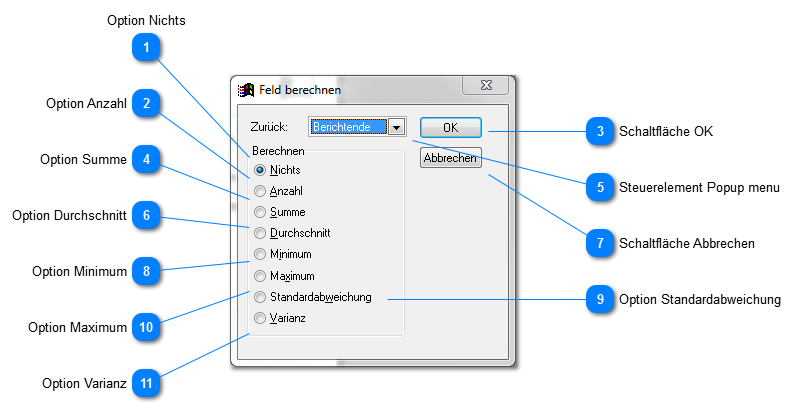 Option Nichts
1
Option Anzahl
2
Option Summe
4
Option Durchschnitt
6
Option Minimum
8
Option Maximum
10
Option Varianz
11
Feld berechnen
Zurück:
Berichtende
OK
Abbrechen
Berechnen
Nichts
Anzahl
Summe
Durchschnitt
Minimum
Maximum
Standardabweichung
Varianz
3
Schaltfläche OK
5
Steuerelement Popup menu
7
Schaltfläche Abbrechen
9
Option Standardabweichung